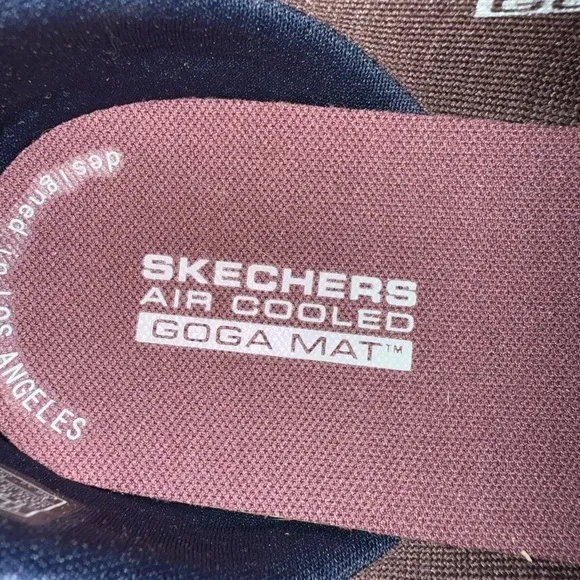 SKECHERS
AIR COOLED
GOGA MAT™
designed in LOS ANGELES